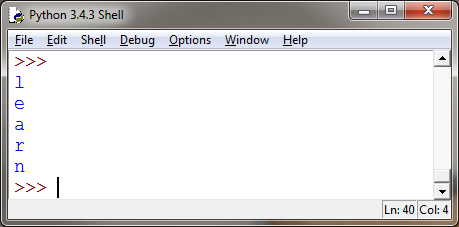 Python 3.4.3 Shell
File Edit Shell Debug Options Window Help
>>>
l
e
a
r
n
>>>
Ln: 40 Col: 4